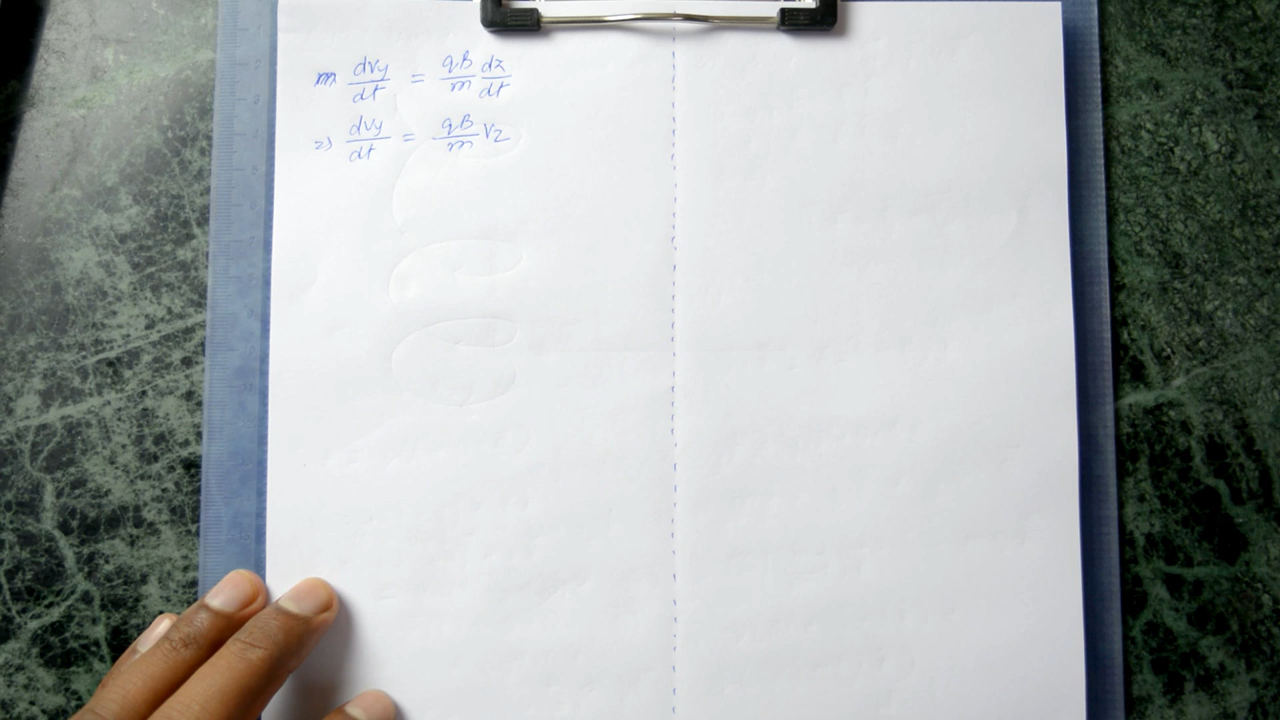 m dvy/dt = qB/m dz/dt
=) dvy/dt = qB/m vz